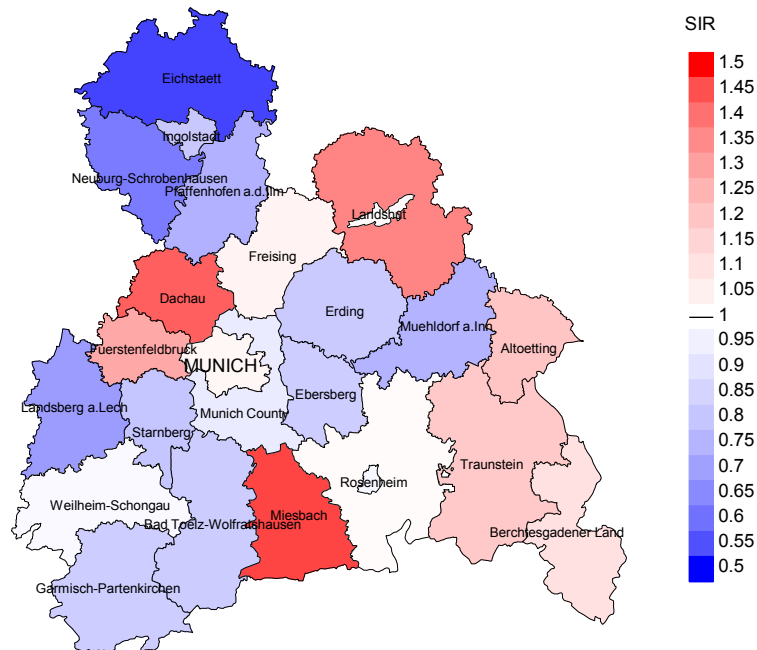 SIR
Eichstaett
Ingolstadt
Neuburg-Schrobenhausen
Pfaffenhofen a.d.Ilm
Landshut
Freising
Dachau
Erding
Muehldorf a.Inn
Fuerstenfeldbruck
Altoetting
MUNICH
Ebersberg
Landsberg a.Lech
Munich County
Starnberg
Traunstein
Rosenheim
Weilheim-Schongau
Miesbach
Bad Toelz-Wolfratshausen
Berchtesgadener Land
Garmisch-Partenkirchen
1.5
1.45
1.4
1.35
1.3
1.25
1.2
1.15
1.1
1.05
1
0.95
0.9
0.85
0.8
0.75
0.7
0.65
0.6
0.55
0.5